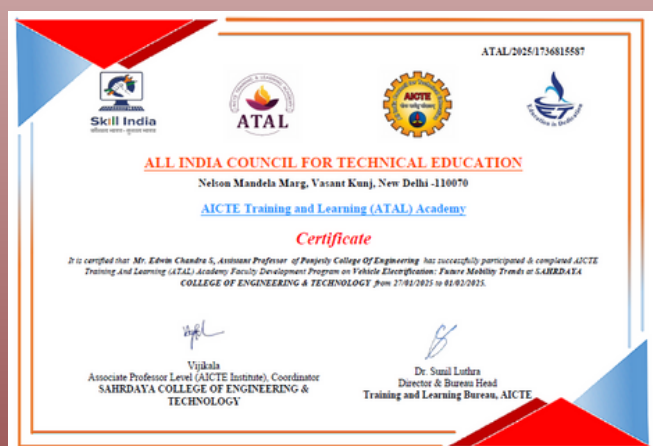 ATAL/2025/1736815587
Skill India
कौशल भारत - कुशल भारत
ATAL
AICTE
Education is Dedication
ALL INDIA COUNCIL FOR TECHNICAL EDUCATION
Nelson Mandela Marg, Vasant Kunj, New Delhi -110070
AICTE Training and Learning (ATAL) Academy
Certificate
It is certified that Mr. Edwin Chandra S, Assistant Professor of Ponjesly College Of Engineering has successfully participated & completed AICTE
Training And Learning (ATAL) Academy Faculty Development Program on Vehicle Electrification: Future Mobility Trends at SAHRDAYA
COLLEGE OF ENGINEERING & TECHNOLOGY from 27/01/2025 to 01/02/2025.
Vijikala
Associate Professor Level (AICTE Institute), Coordinator
SAHRDAYA COLLEGE OF ENGINEERING &
TECHNOLOGY
Dr. Sunil Luthra
Director & Bureau Head
Training and Learning Bureau, AICTE